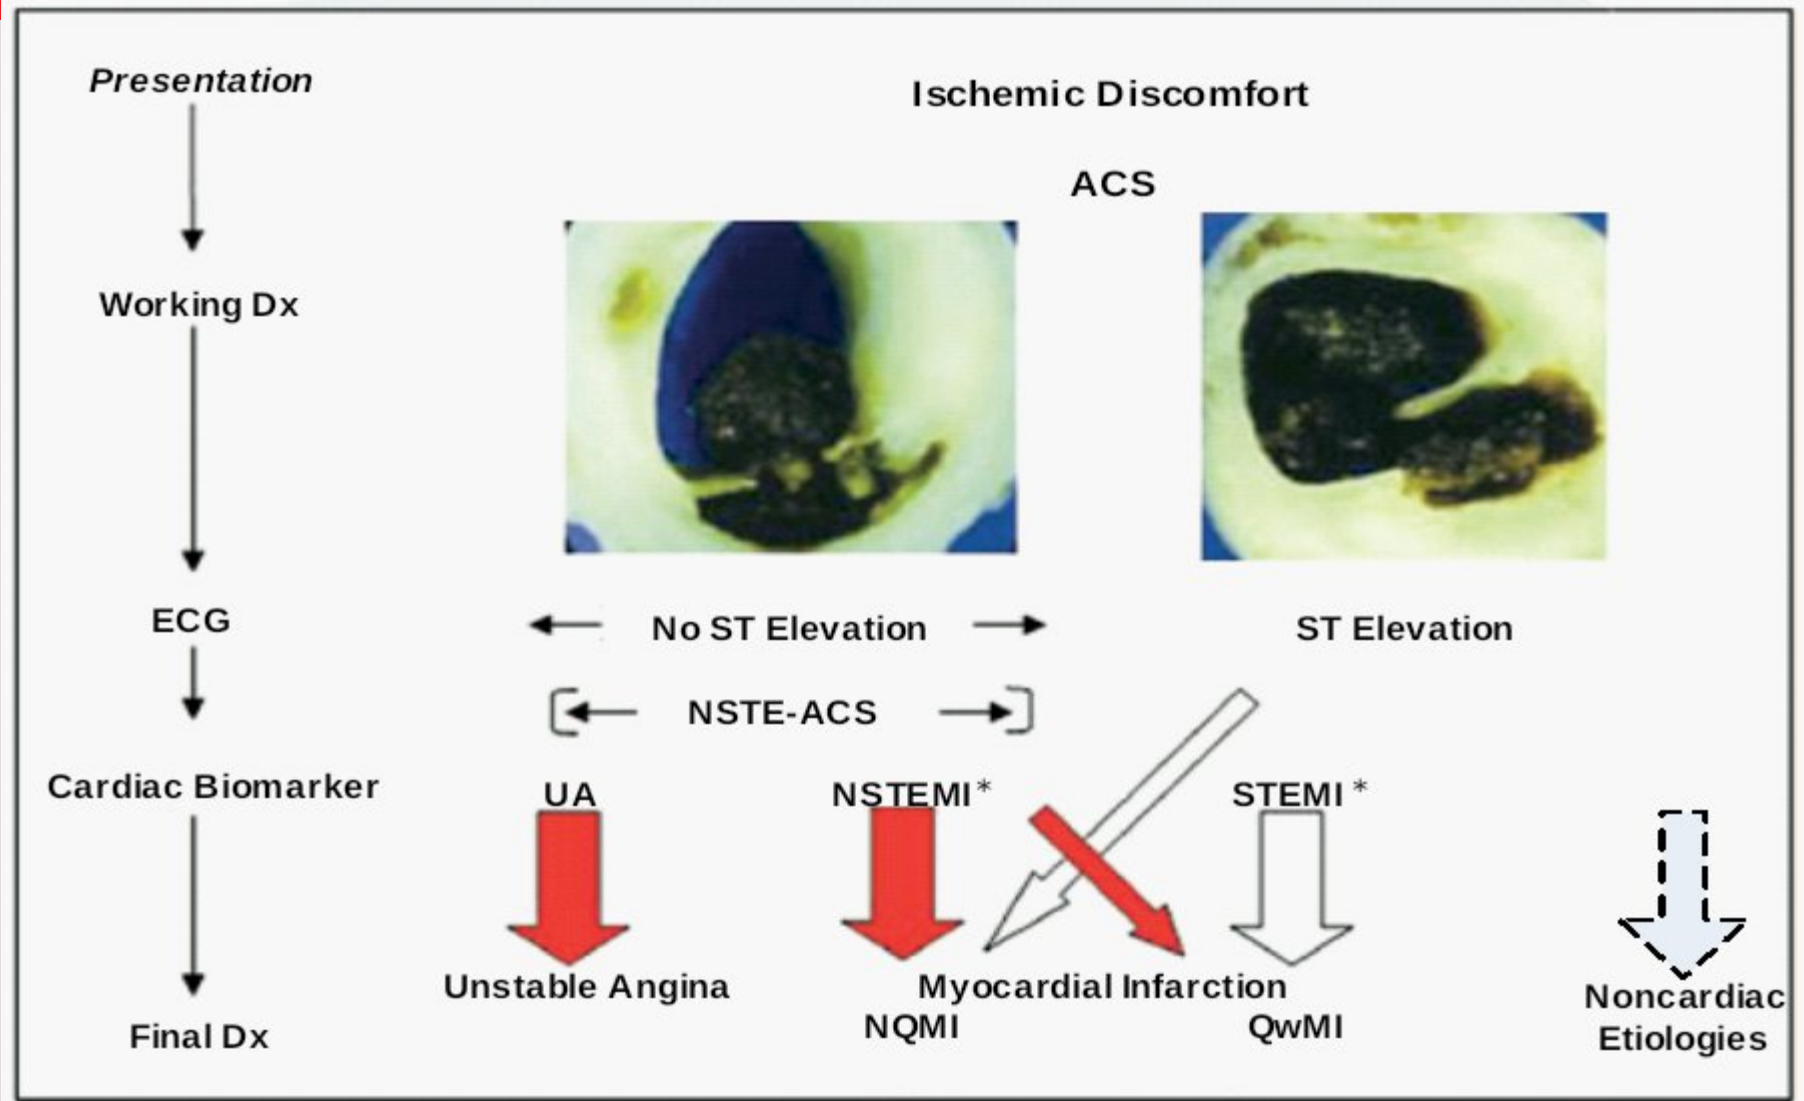 Presentation
Ischemic Discomfort
ACS
Working Dx
ECG
No ST Elevation
ST Elevation
NSTE-ACS
Cardiac Biomarker
UA
NSTEMI*
STEMI*
Unstable Angina
Myocardial Infarction
Noncardiac
Etiologies
NQMI
QwMI
Final Dx